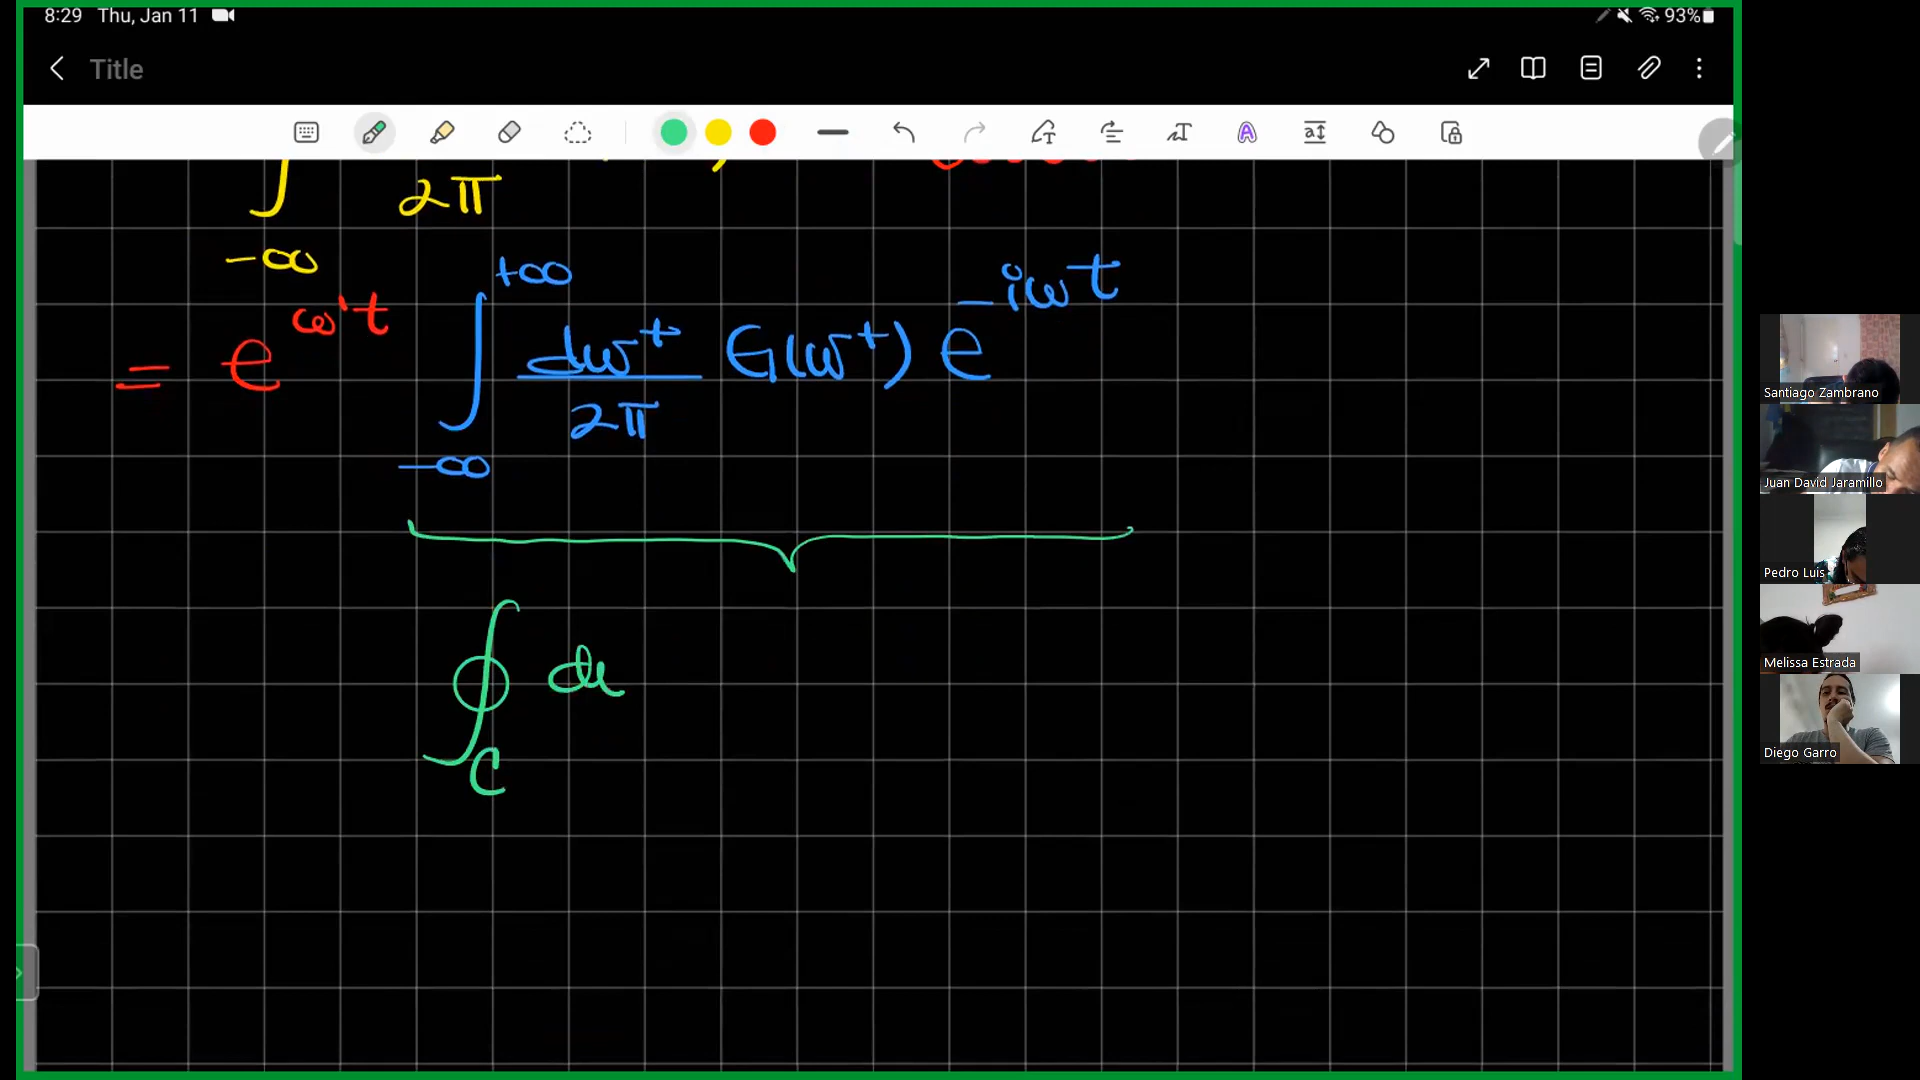 8:29 Thu, Jan 11 93%
Title
∫ 2π
-∞
= e^{ω't} ∫_{-∞}^{+∞} dω⁺/2π G(ω⁺) e^{-iωt}
∮_C du
Santiago Zambrano
Juan David Jaramillo
Pedro Luis
Melissa Estrada
Diego Garro